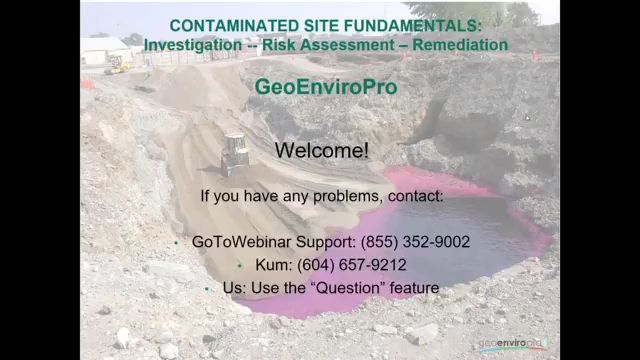 CONTAMINATED SITE FUNDAMENTALS:
Investigation -- Risk Assessment – Remediation
GeoEnviroPro
Welcome!
If you have any problems, contact:
• GoToWebinar Support: (855) 352-9002
• Kum: (604) 657-9212
• Us: Use the “Question” feature
geoenviropro